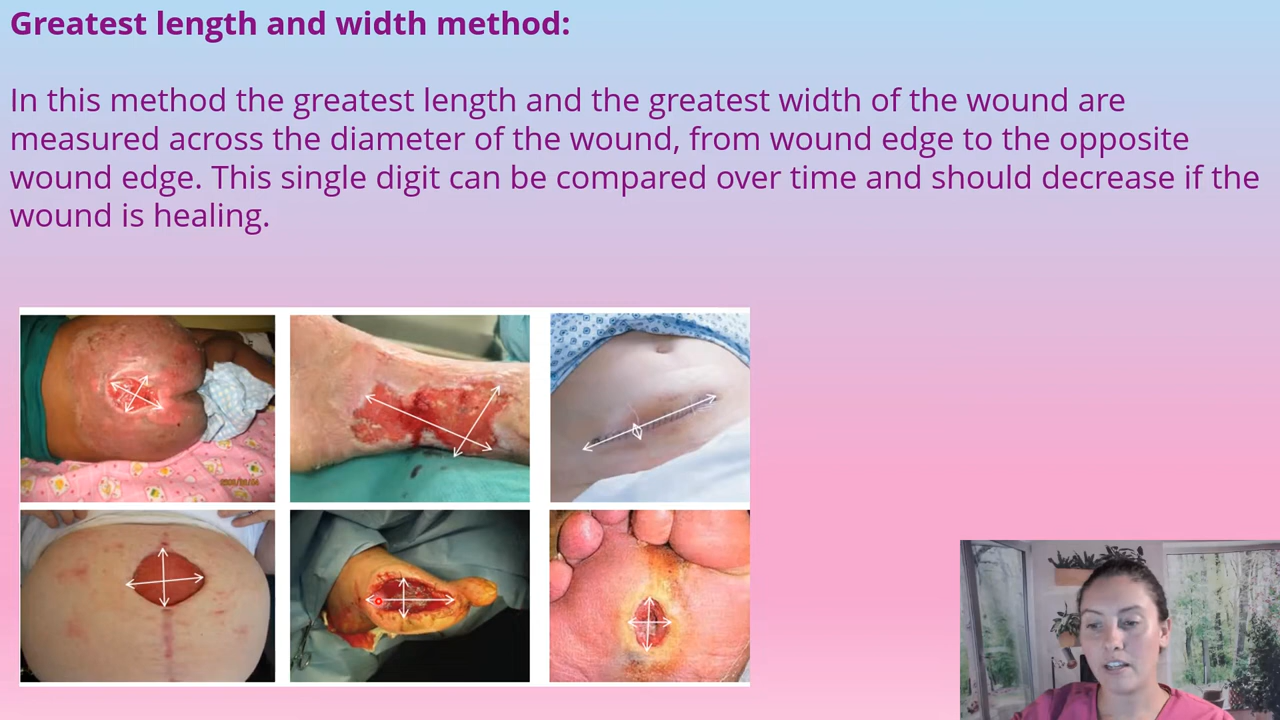 Greatest length and width method:
In this method the greatest length and the greatest width of the wound are
measured across the diameter of the wound, from wound edge to the opposite
wound edge. This single digit can be compared over time and should decrease if the
wound is healing.